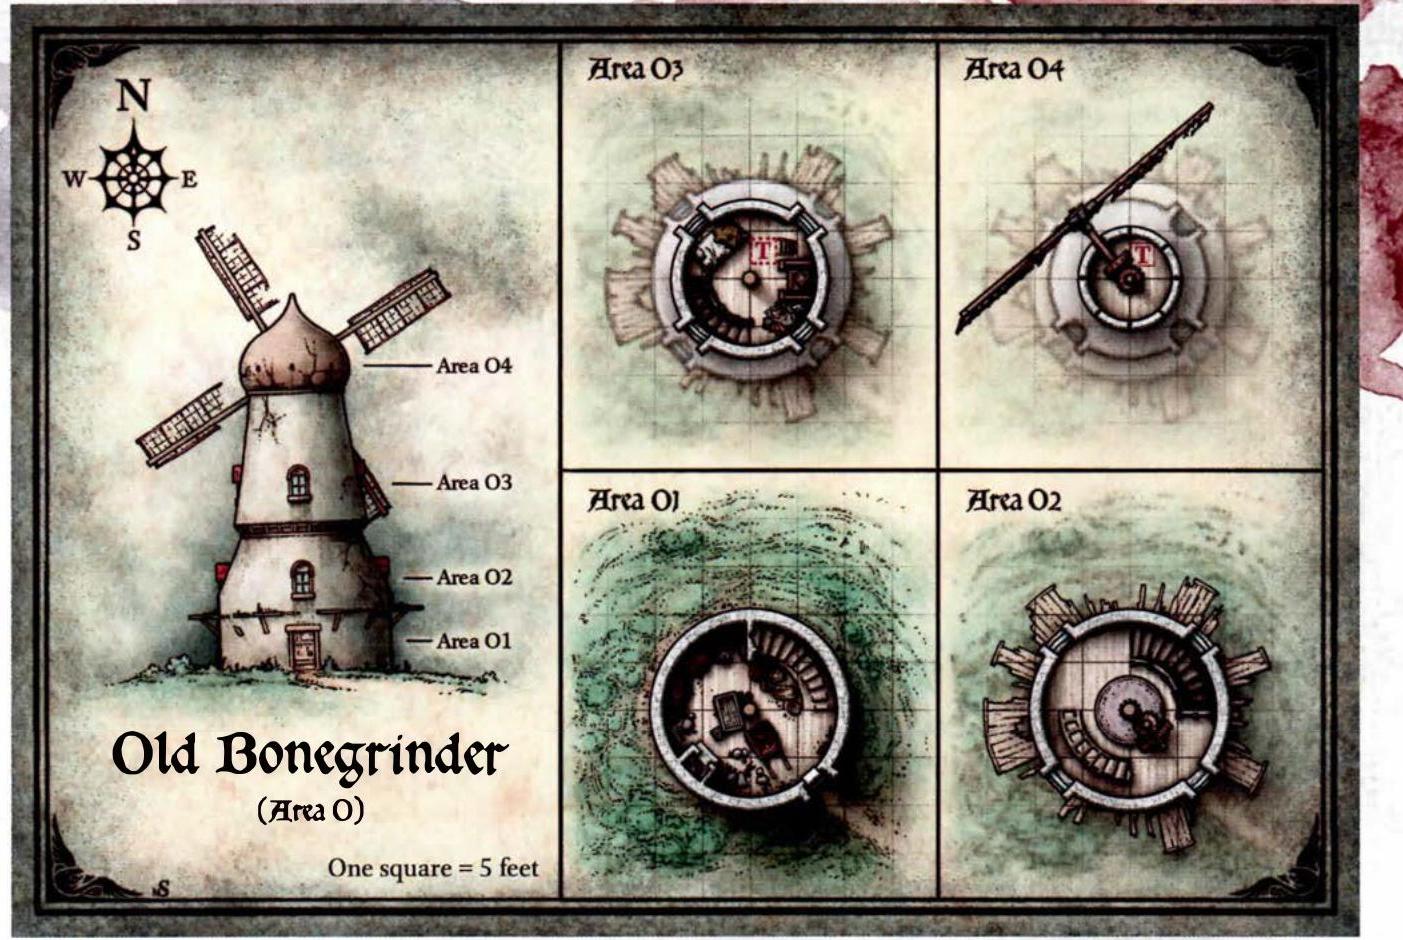 N
W E
S
Area O4
Area O3
Area O2
Area O1
Old Bonegrinder
(Area O)
One square = 5 feet
S
Area O3
T
Area O4
T
Area O1
Area O2